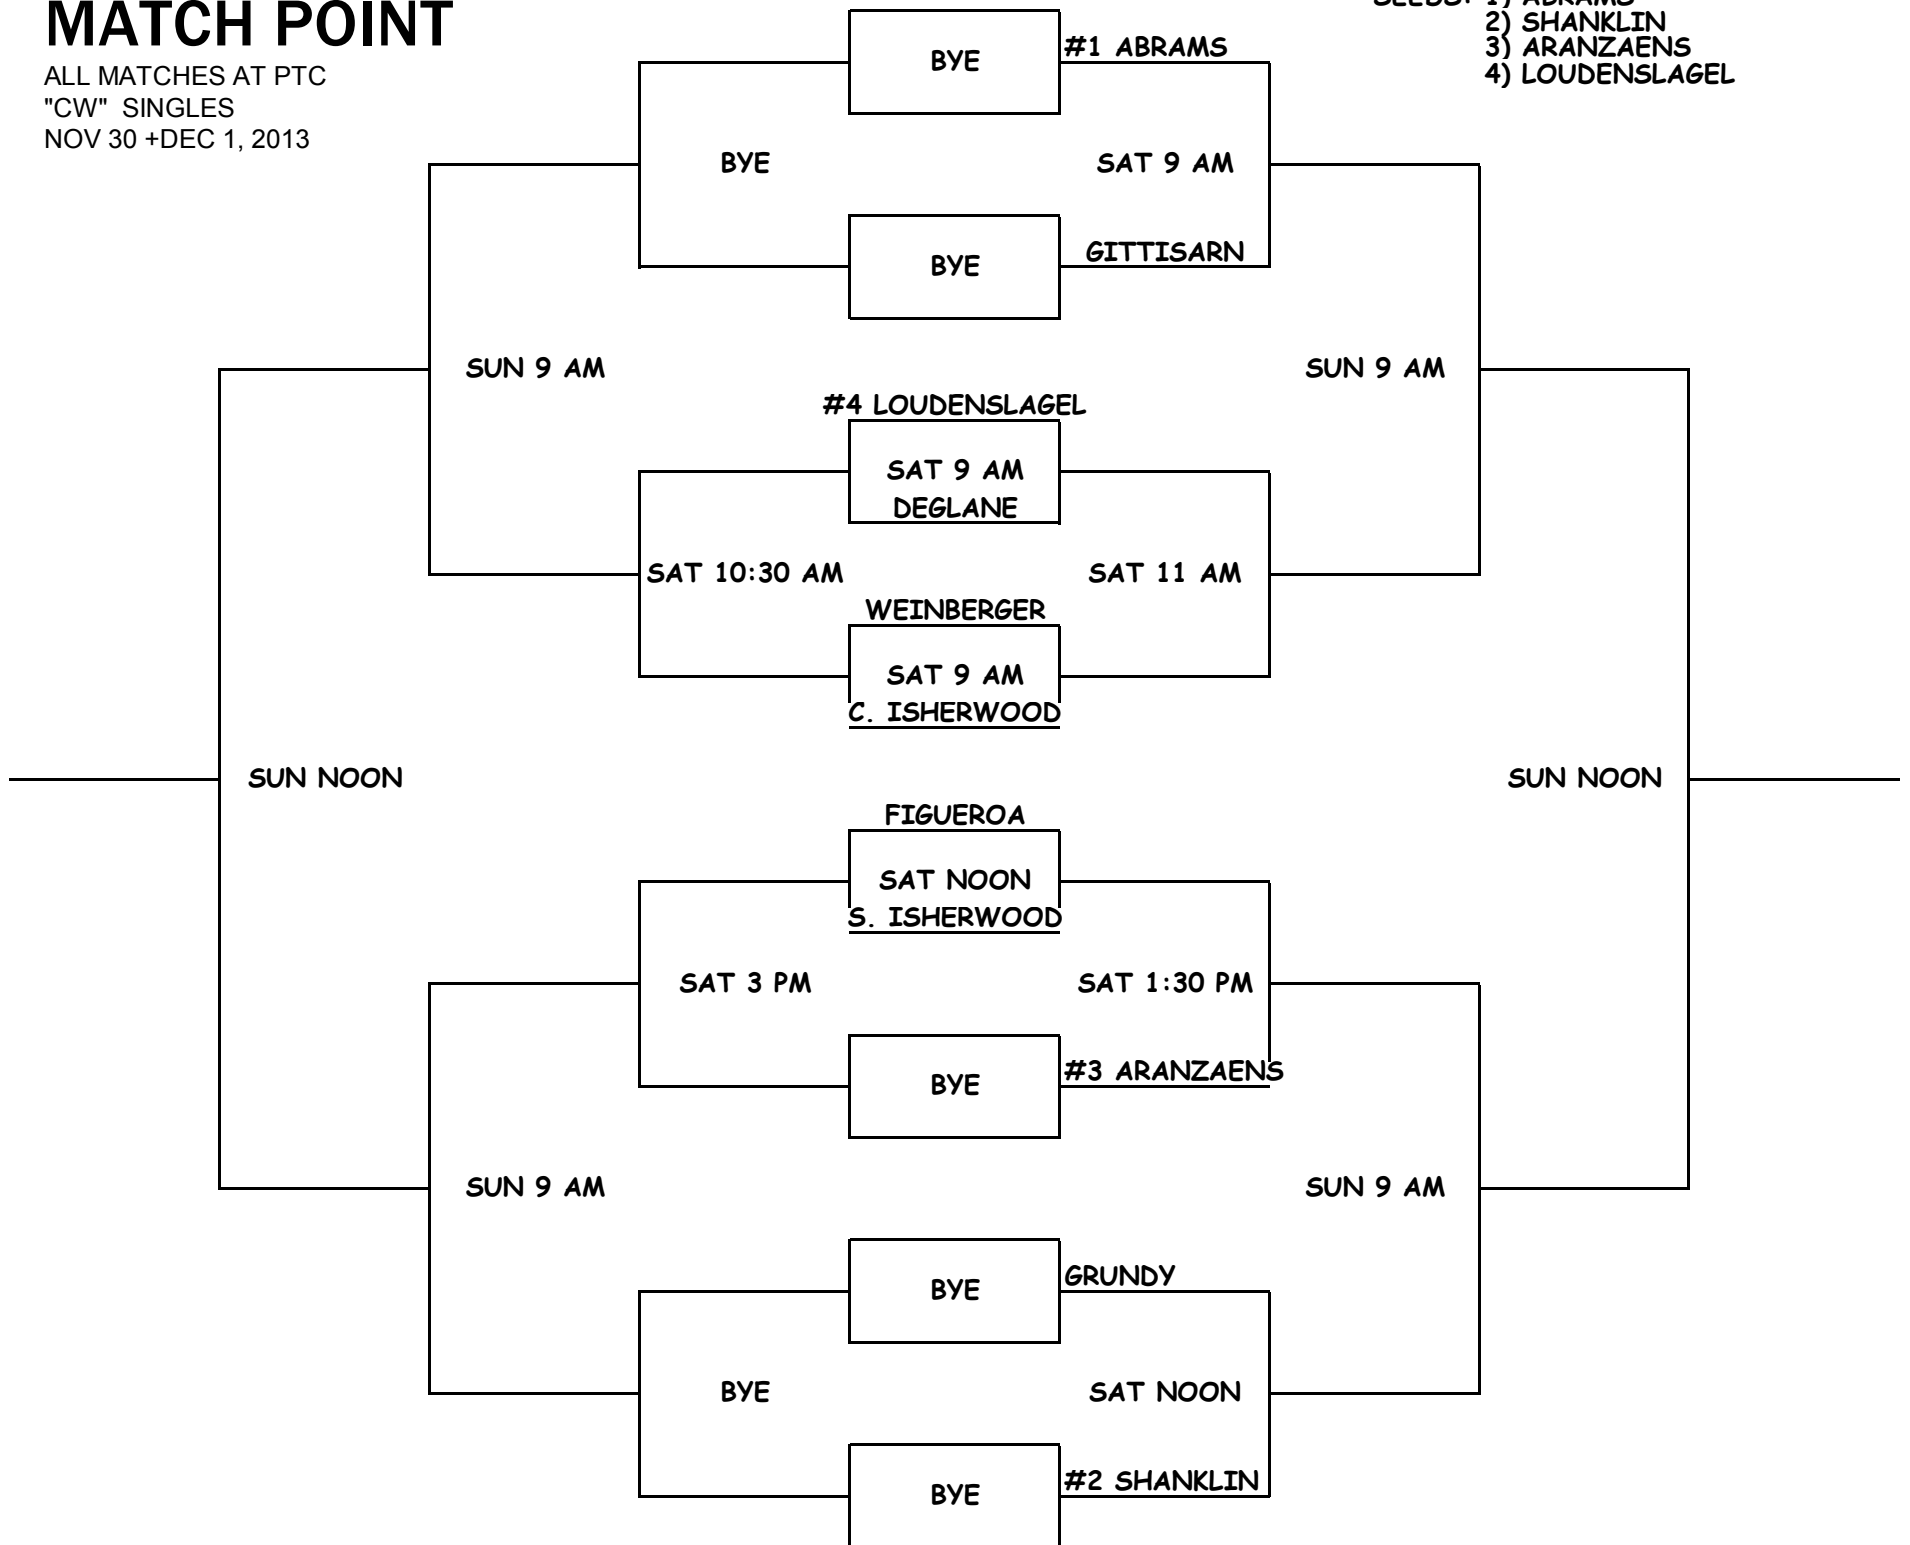 MATCH POINT
ALL MATCHES AT PTC
"CW" SINGLES
NOV 30 +DEC 1, 2013
SEEDS: 1) ABRAMS
2) SHANKLIN
3) ARANZAENS
4) LOUDENSLAGEL
BYE
#1 ABRAMS
BYE
SAT 9 AM
BYE
GITTISARN
SUN 9 AM
SUN 9 AM
#4 LOUDENSLAGEL
SAT 9 AM
DEGLANE
SAT 10:30 AM
SAT 11 AM
WEINBERGER
SAT 9 AM
C. ISHERWOOD
SUN NOON
SUN NOON
FIGUEROA
SAT NOON
S. ISHERWOOD
SAT 3 PM
SAT 1:30 PM
BYE
#3 ARANZAENS
SUN 9 AM
SUN 9 AM
BYE
GRUNDY
BYE
SAT NOON
BYE
#2 SHANKLIN